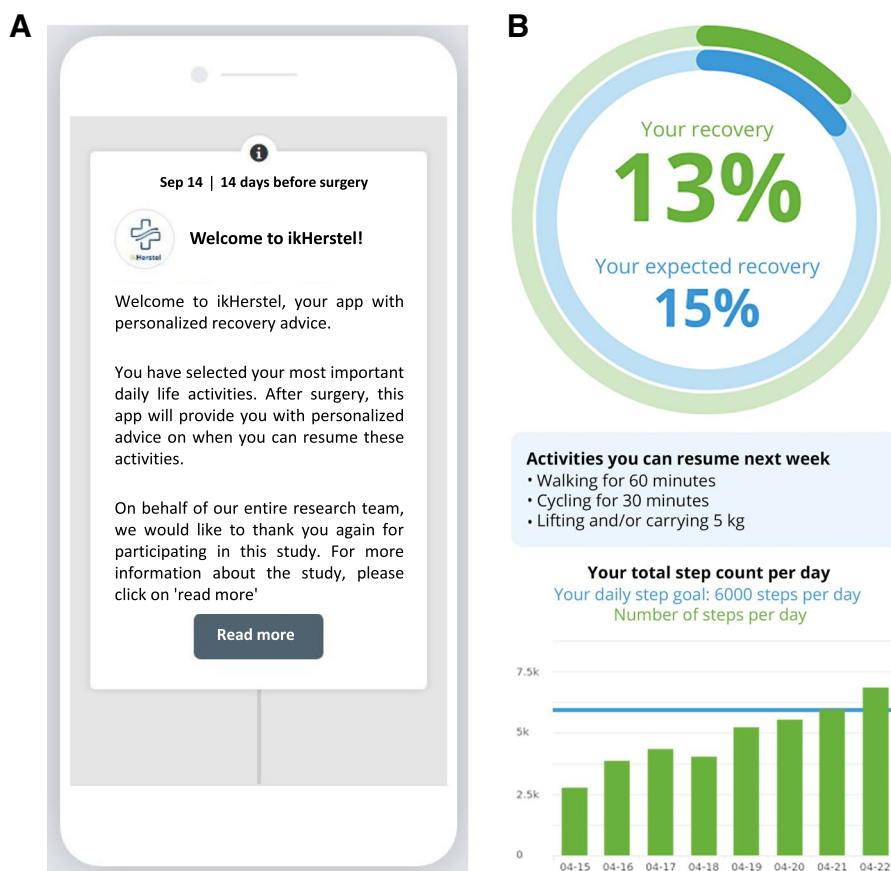 A
Sep 14 | 14 days before surgery
ikHerstel
Welcome to ikHerstel!
Welcome to ikHerstel, your app with
personalized recovery advice.
You have selected your most important
daily life activities. After surgery, this
app will provide you with personalized
advice on when you can resume these
activities.
On behalf of our entire research team,
we would like to thank you again for
participating in this study. For more
information about the study, please
click on 'read more'
Read more
B
Your recovery
13%
Your expected recovery
15%
Activities you can resume next week
• Walking for 60 minutes
• Cycling for 30 minutes
• Lifting and/or carrying 5 kg
Your total step count per day
Your daily step goal: 6000 steps per day
Number of steps per day
7.5k
5k
2.5k
0
04-15 04-16 04-17 04-18 04-19 04-20 04-21 04-22